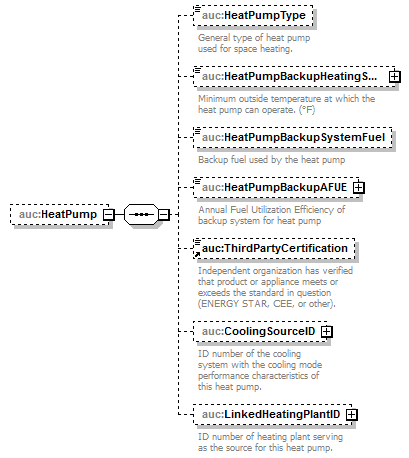 auc:HeatPumpType
General type of heat pump
used for space heating.
auc:HeatPumpBackupHeatingS...
Minimum outside temperature at which the
heat pump can operate. (°F)
auc:HeatPumpBackupSystemFuel
Backup fuel used by the heat pump
auc:HeatPumpBackupAFUE
Annual Fuel Utilization Efficiency of
backup system for heat pump
auc:HeatPump
auc:ThirdPartyCertification
Independent organization has verified
that product or appliance meets or
exceeds the standard in question
(ENERGY STAR, CEE, or other).
auc:CoolingSourceID
ID number of the cooling
system with the cooling mode
performance characteristics of
this heat pump.
auc:LinkedHeatingPlantID
ID number of heating plant serving
as the source for this heat pump.